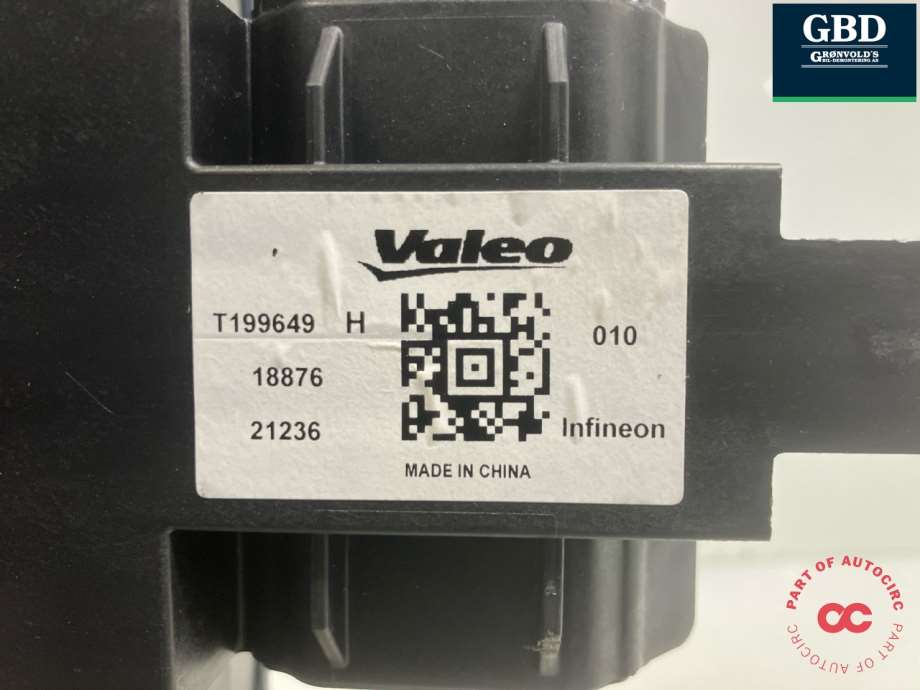 GBD
GRØNVOLD'S
BIL-DEMONTERING AS
Valeo
T199649 H
010
18876
21236
Infineon
MADE IN CHINA
PART OF AUTOCIRC
PART OF AUTOCIRC